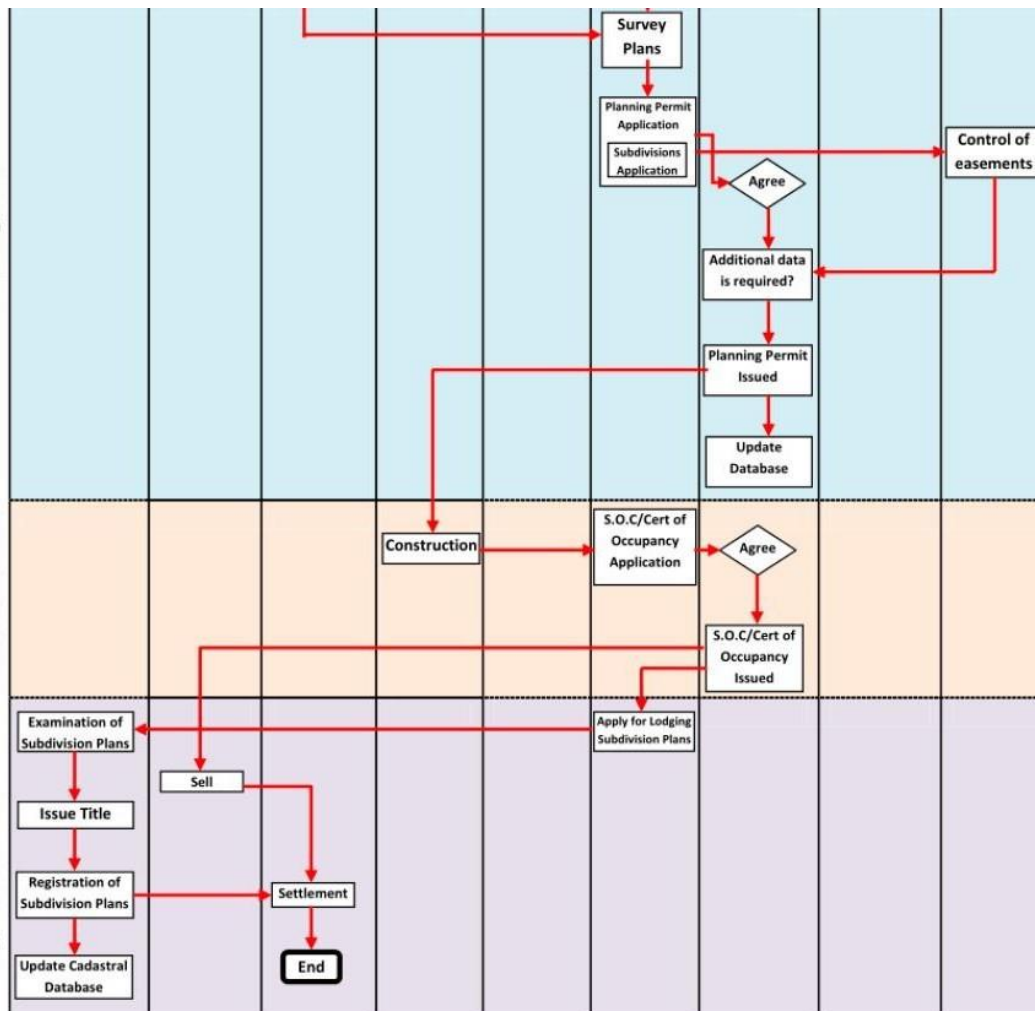 Survey
Plans
Planning Permit
Application
Subdivisions
Application
Control of
easements
Agree
Additional data
is required?
Planning Permit
Issued
Update
Database
Construction
S.O.C/Cert of
Occupancy
Application
Agree
S.O.C/Cert of
Occupancy
Issued
Examination of
Subdivision Plans
Apply for Lodging
Subdivision Plans
Sell
Issue Title
Registration of
Subdivision Plans
Settlement
Update Cadastral
Database
End